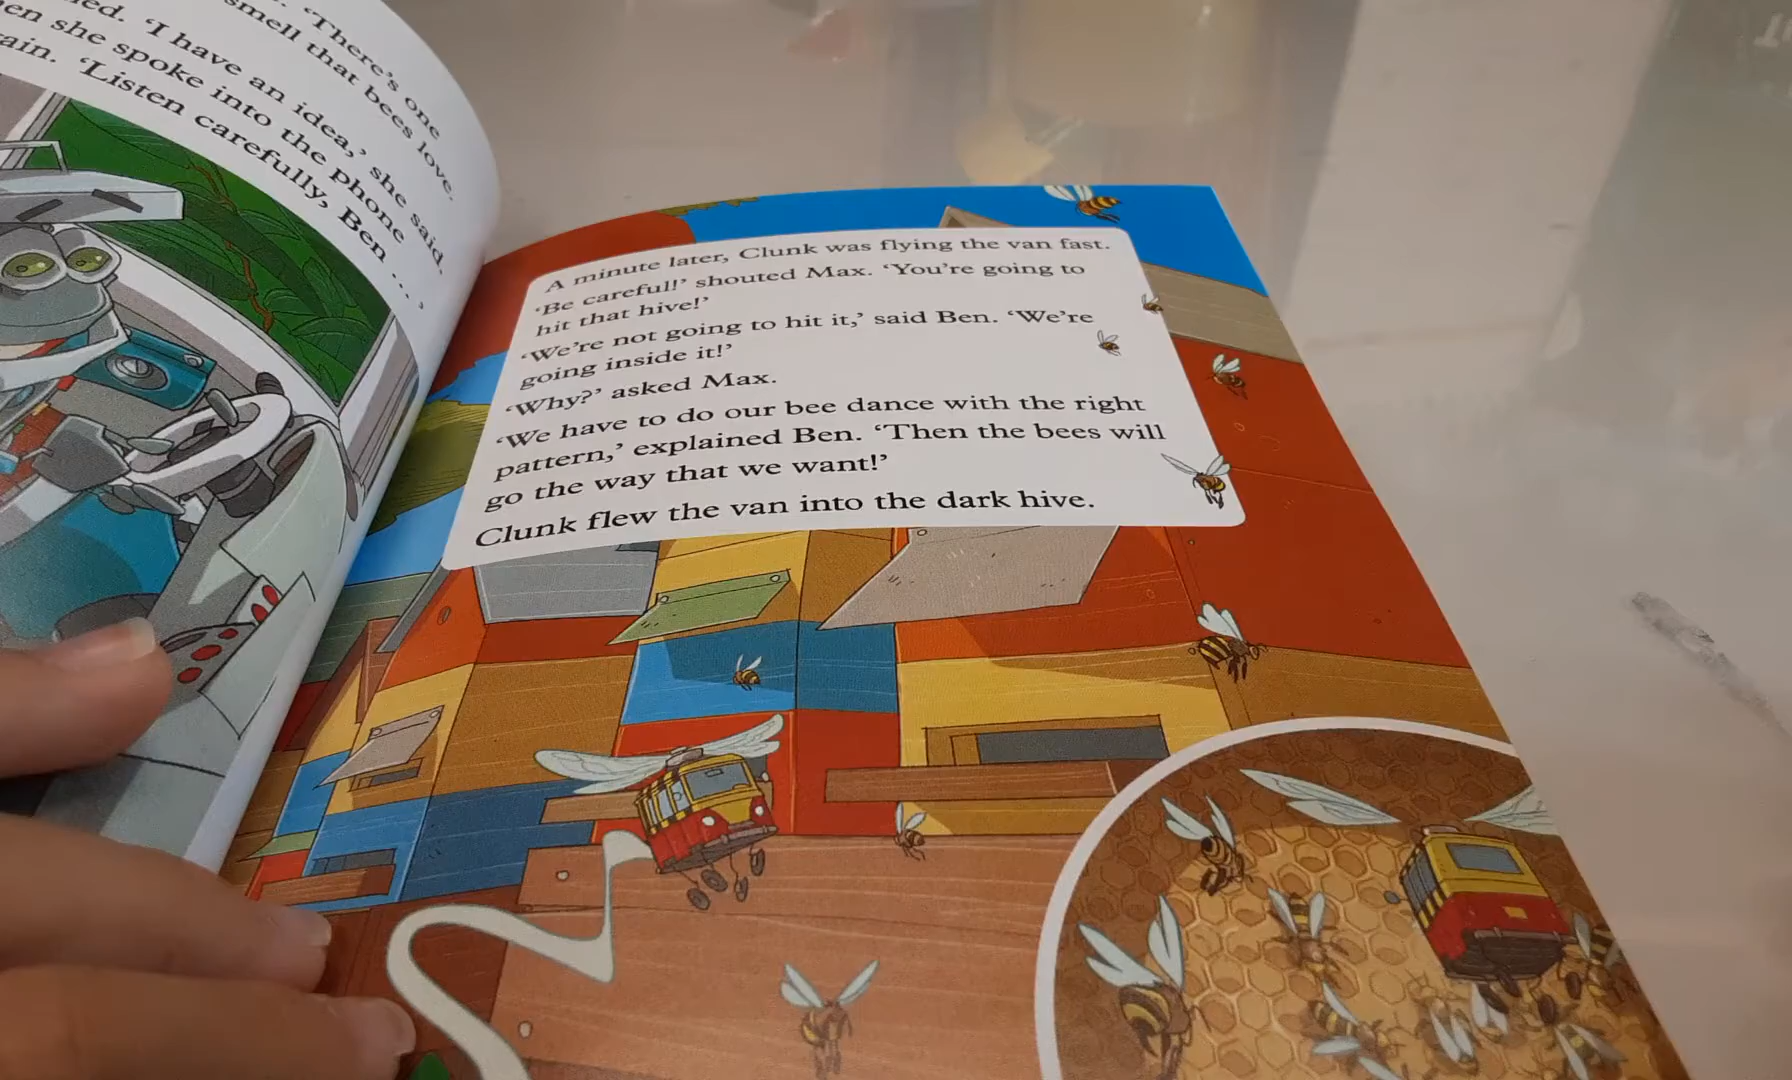 'There's one
smell that bees love.
'I have an idea,' she said.
she spoke into the phone
'Listen carefully, Ben ... '
A minute later, Clunk was flying the van fast.
'Be careful!' shouted Max. 'You're going to
hit that hive!'
'We're not going to hit it,' said Ben. 'We're
going inside it!'
'Why?' asked Max.
'We have to do our bee dance with the right
pattern,' explained Ben. 'Then the bees will
go the way that we want!'
Clunk flew the van into the dark hive.